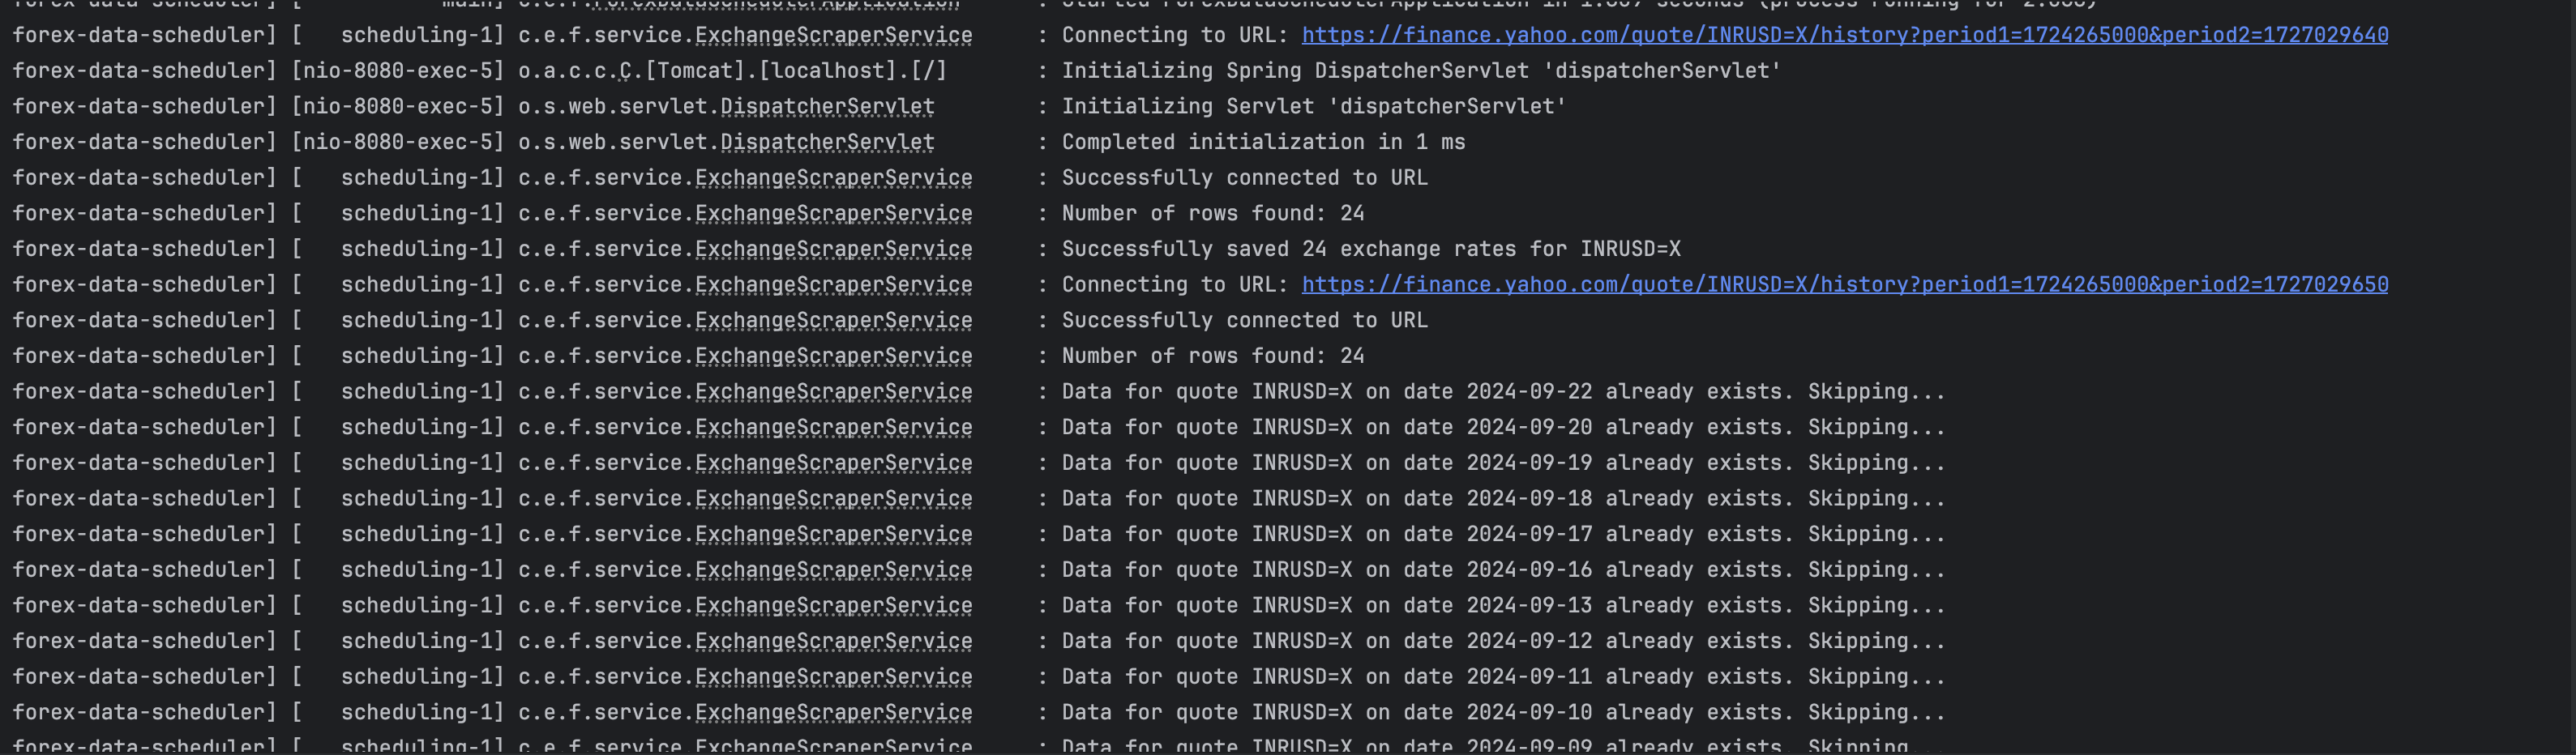 forex-data-scheduler] [           main] c.e.f.ForexDataSchedulerApplication      : Started ForexDataSchedulerApplication in seconds (process running for
forex-data-scheduler] [   scheduling-1] c.e.f.service.ExchangeScraperService     : Connecting to URL: https://finance.yahoo.com/quote/INRUSD=X/history?period1=1724265000&period2=1727029640
forex-data-scheduler] [nio-8080-exec-5] o.a.c.c.C.[Tomcat].[localhost].[/]       : Initializing Spring DispatcherServlet 'dispatcherServlet'
forex-data-scheduler] [nio-8080-exec-5] o.s.web.servlet.DispatcherServlet        : Initializing Servlet 'dispatcherServlet'
forex-data-scheduler] [nio-8080-exec-5] o.s.web.servlet.DispatcherServlet        : Completed initialization in 1 ms
forex-data-scheduler] [   scheduling-1] c.e.f.service.ExchangeScraperService     : Successfully connected to URL
forex-data-scheduler] [   scheduling-1] c.e.f.service.ExchangeScraperService     : Number of rows found: 24
forex-data-scheduler] [   scheduling-1] c.e.f.service.ExchangeScraperService     : Successfully saved 24 exchange rates for INRUSD=X
forex-data-scheduler] [   scheduling-1] c.e.f.service.ExchangeScraperService     : Connecting to URL: https://finance.yahoo.com/quote/INRUSD=X/history?period1=1724265000&period2=1727029650
forex-data-scheduler] [   scheduling-1] c.e.f.service.ExchangeScraperService     : Successfully connected to URL
forex-data-scheduler] [   scheduling-1] c.e.f.service.ExchangeScraperService     : Number of rows found: 24
forex-data-scheduler] [   scheduling-1] c.e.f.service.ExchangeScraperService     : Data for quote INRUSD=X on date 2024-09-22 already exists. Skipping...
forex-data-scheduler] [   scheduling-1] c.e.f.service.ExchangeScraperService     : Data for quote INRUSD=X on date 2024-09-20 already exists. Skipping...
forex-data-scheduler] [   scheduling-1] c.e.f.service.ExchangeScraperService     : Data for quote INRUSD=X on date 2024-09-19 already exists. Skipping...
forex-data-scheduler] [   scheduling-1] c.e.f.service.ExchangeScraperService     : Data for quote INRUSD=X on date 2024-09-18 already exists. Skipping...
forex-data-scheduler] [   scheduling-1] c.e.f.service.ExchangeScraperService     : Data for quote INRUSD=X on date 2024-09-17 already exists. Skipping...
forex-data-scheduler] [   scheduling-1] c.e.f.service.ExchangeScraperService     : Data for quote INRUSD=X on date 2024-09-16 already exists. Skipping...
forex-data-scheduler] [   scheduling-1] c.e.f.service.ExchangeScraperService     : Data for quote INRUSD=X on date 2024-09-13 already exists. Skipping...
forex-data-scheduler] [   scheduling-1] c.e.f.service.ExchangeScraperService     : Data for quote INRUSD=X on date 2024-09-12 already exists. Skipping...
forex-data-scheduler] [   scheduling-1] c.e.f.service.ExchangeScraperService     : Data for quote INRUSD=X on date 2024-09-11 already exists. Skipping...
forex-data-scheduler] [   scheduling-1] c.e.f.service.ExchangeScraperService     : Data for quote INRUSD=X on date 2024-09-10 already exists. Skipping...
forex-data-scheduler] [   scheduling-1] c.e.f.service.ExchangeScraperService     : Data for quote INRUSD=X on date 2024-09-09 already exists. Skipping...